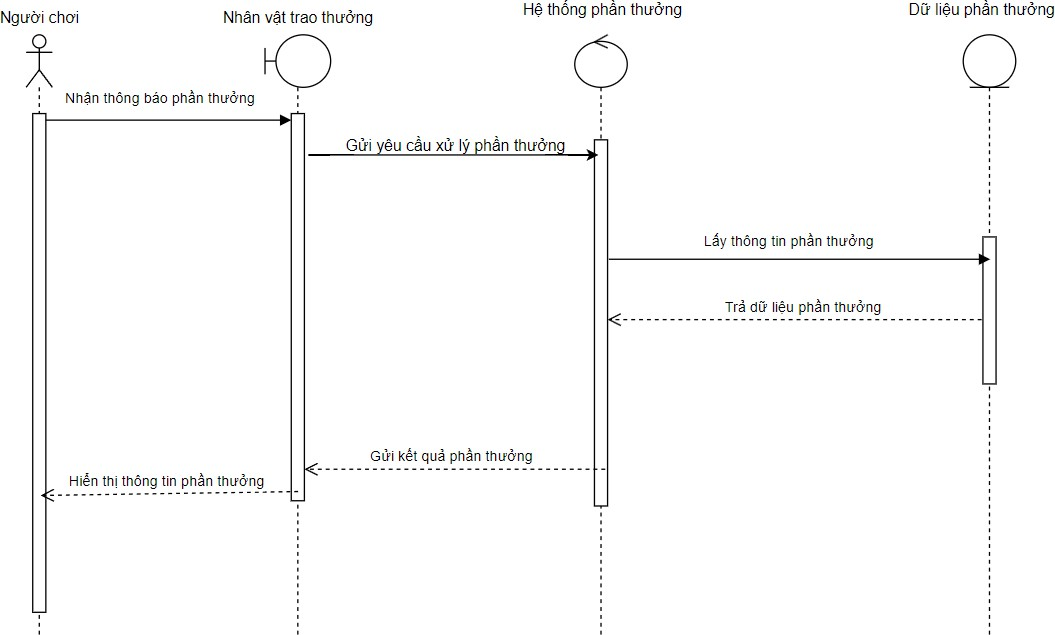 Người chơi
Nhân vật trao thưởng
Hệ thống phần thưởng
Dữ liệu phần thưởng
Nhận thông báo phần thưởng
Gửi yêu cầu xử lý phần thưởng
Lấy thông tin phần thưởng
Trả dữ liệu phần thưởng
Gửi kết quả phần thưởng
Hiển thị thông tin phần thưởng